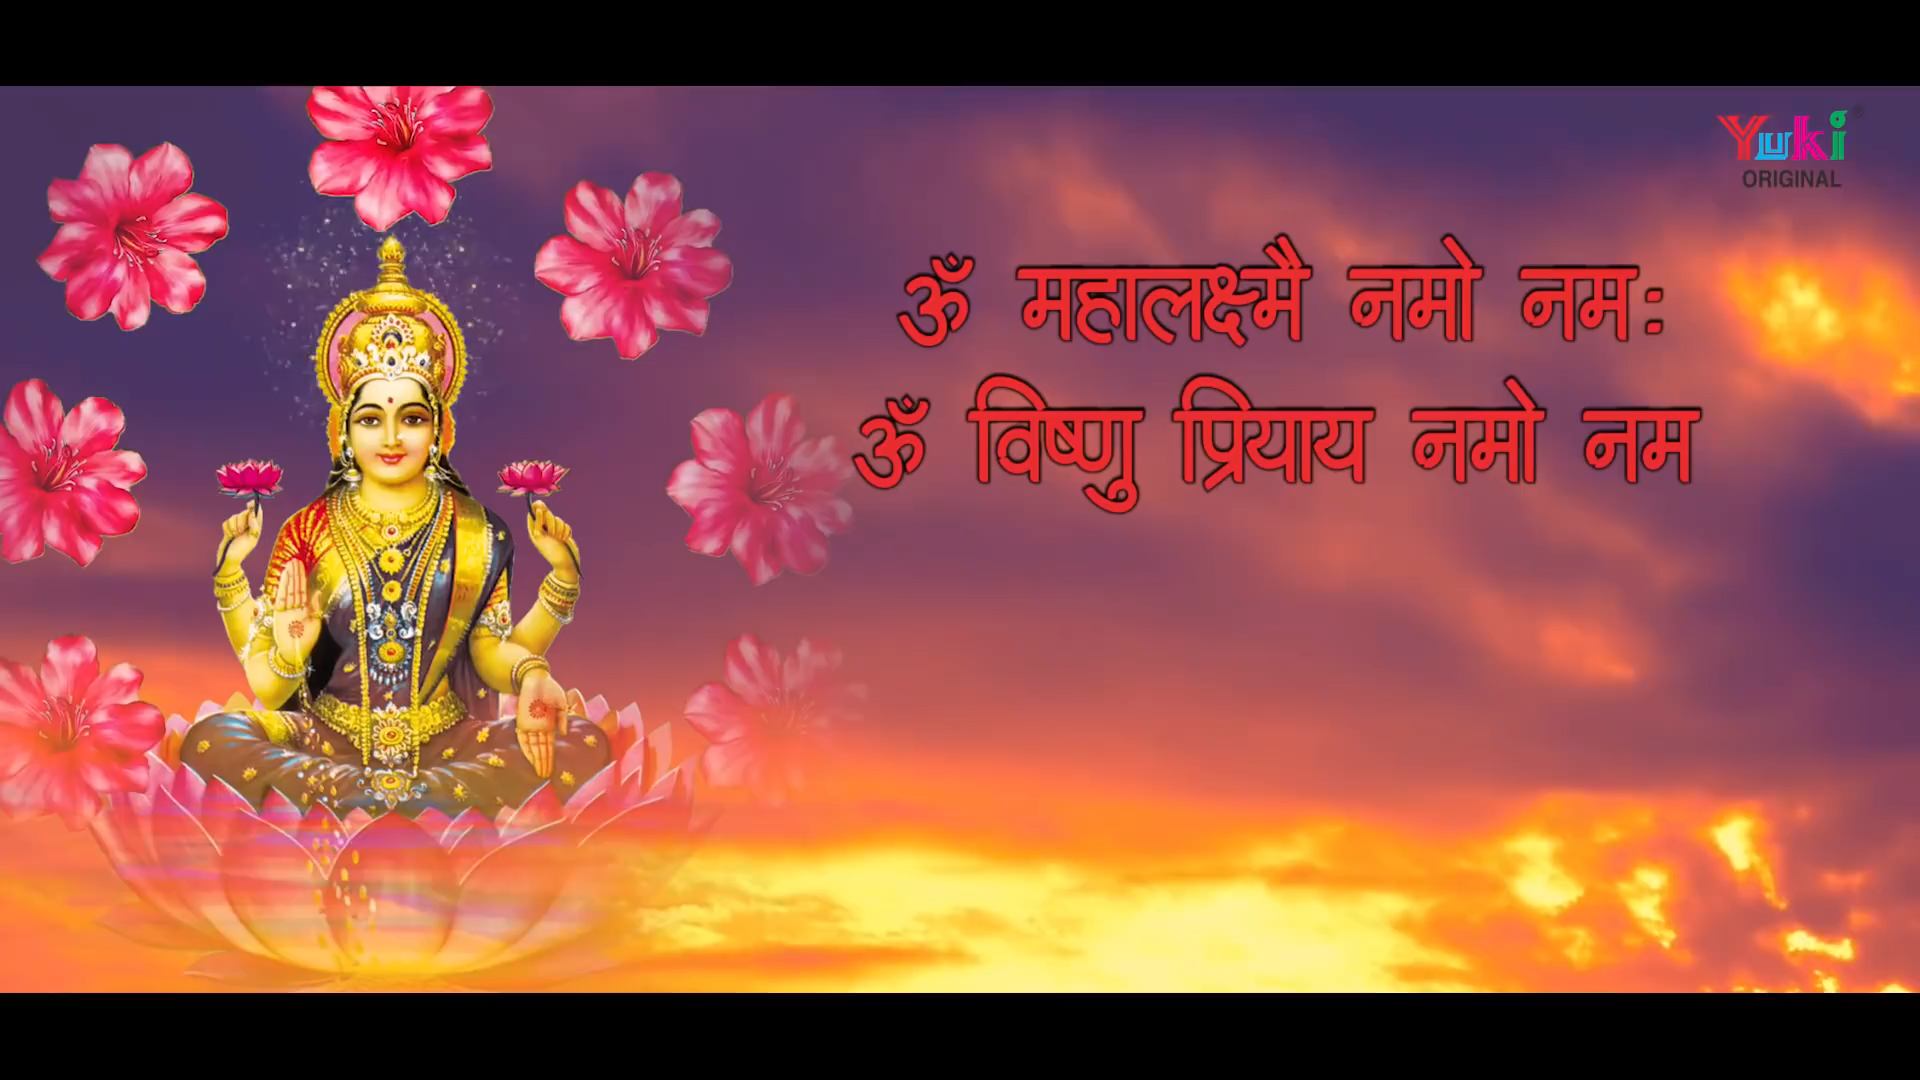 Yuki
ORIGINAL
ॐ महालक्ष्मै नमो नमः
ॐ विष्णु प्रियाय नमो नम